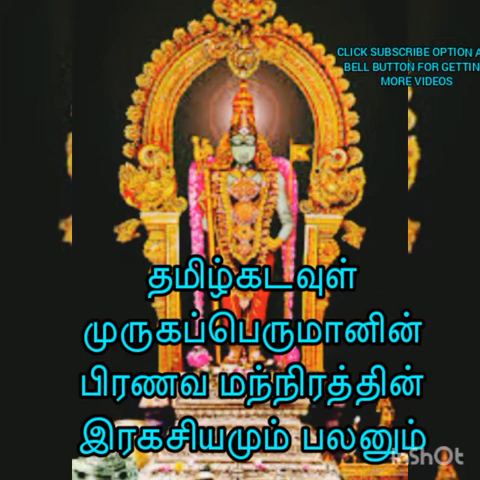 CLICK SUBSCRIBE OPTION A
BELL BUTTON FOR GETTIN
MORE VIDEOS
தமிழ்கடவுள்
முருகப்பெருமானின்
பிரணவ மந்நிரத்தின்
இரகசியமும் பலனும்
InShOt